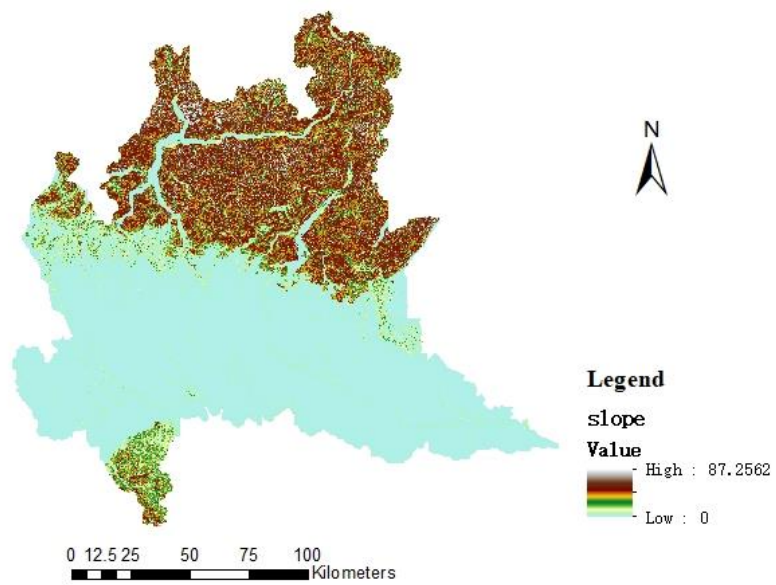 N
Legend
slope
Value
High : 87.2562
Low : 0
0 12.5 25 50 75 100
Kilometers